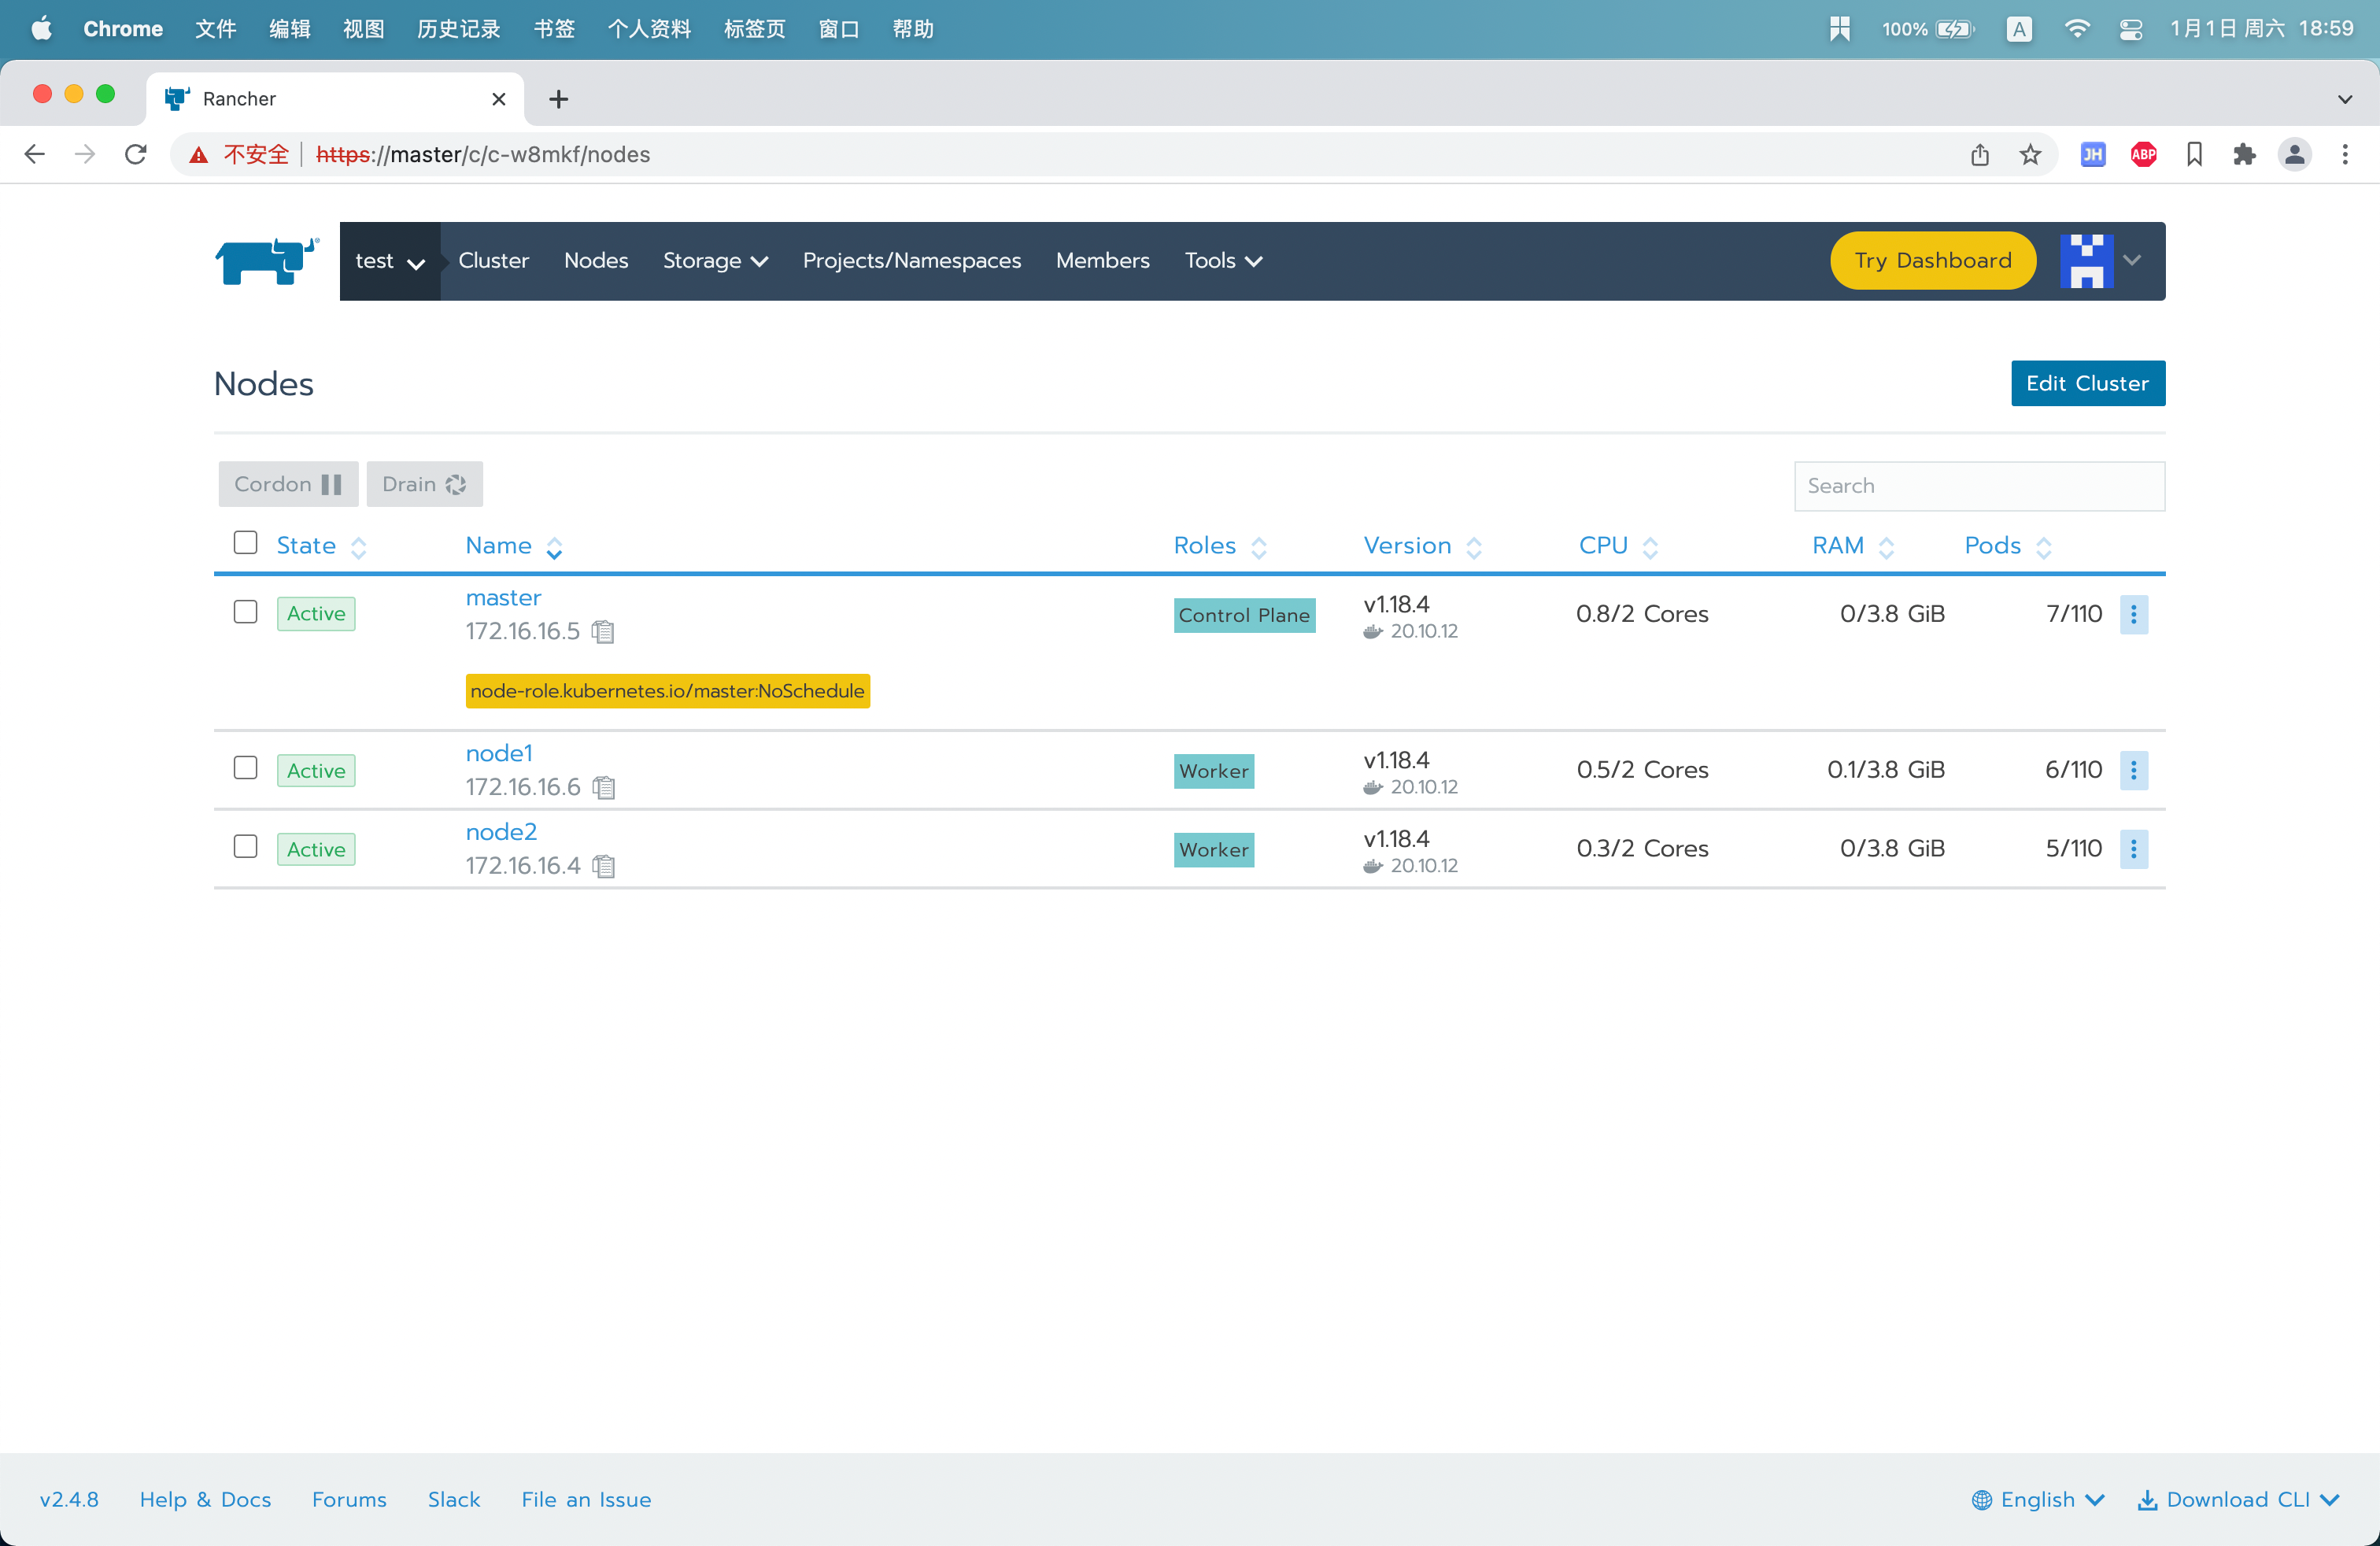 Chrome 文件 编辑 视图 历史记录 书签 个人资料 标签页 窗口 帮助 100% A 1月1日 周六 18:59
Rancher
不安全 https://master/c/c-w8mkf/nodes JH ABP
test Cluster Nodes Storage Projects/Namespaces Members Tools Try Dashboard
Nodes Edit Cluster
Cordon Drain Search
State Name Roles Version CPU RAM Pods
Active master Control Plane v1.18.4 0.8/2 Cores 0/3.8 GiB 7/110
172.16.16.5 20.10.12
node-role.kubernetes.io/master:NoSchedule
Active node1 Worker v1.18.4 0.5/2 Cores 0.1/3.8 GiB 6/110
172.16.16.6 20.10.12
Active node2 Worker v1.18.4 0.3/2 Cores 0/3.8 GiB 5/110
172.16.16.4 20.10.12
v2.4.8 Help & Docs Forums Slack File an Issue English Download CLI